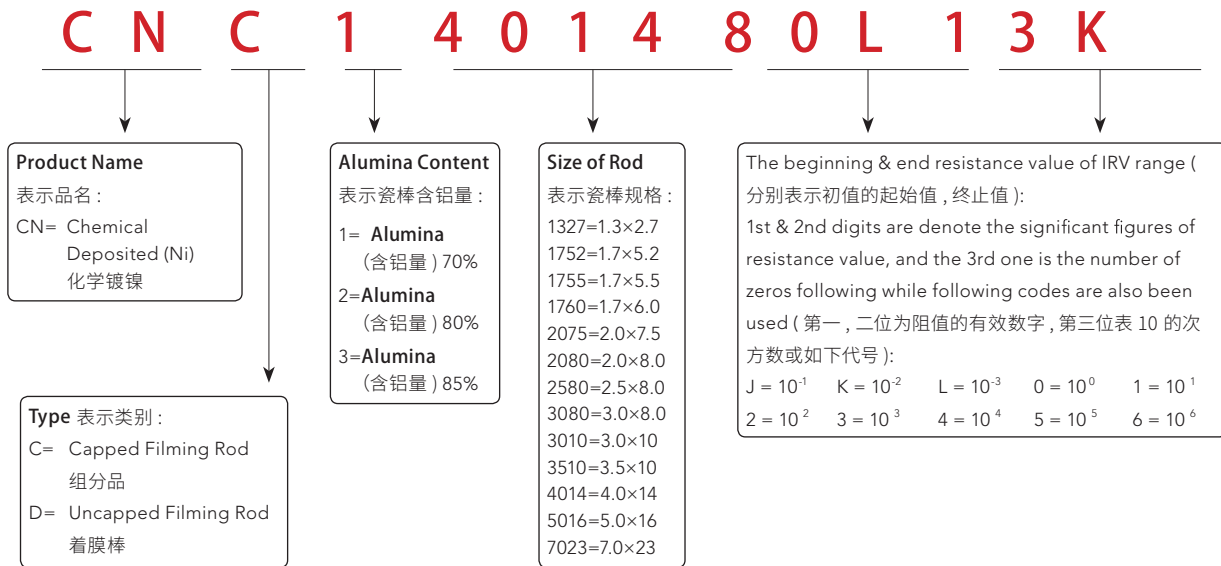 C N C 1 4 0 1 4 8 0 L 1 3 K
Product Name
表示品名 :
CN= Chemical
Deposited (Ni)
化学镀镍
Type 表示类别 :
C= Capped Filming Rod
组分品
D= Uncapped Filming Rod
着膜棒
Alumina Content
表示瓷棒含铝量 :
1= Alumina
(含铝量 ) 70%
2=Alumina
(含铝量 ) 80%
3=Alumina
(含铝量 ) 85%
Size of Rod
表示瓷棒规格 :
1327=1.3×2.7
1752=1.7×5.2
1755=1.7×5.5
1760=1.7×6.0
2075=2.0×7.5
2080=2.0×8.0
2580=2.5×8.0
3080=3.0×8.0
3010=3.0×10
3510=3.5×10
4014=4.0×14
5016=5.0×16
7023=7.0×23
The beginning & end resistance value of IRV range (
分别表示初值的起始值 , 终止值 ):
1st & 2nd digits are denote the significant figures of
resistance value, and the 3rd one is the number of
zeros following while following codes are also been
used ( 第一 , 二位为阻值的有效数字 , 第三位表 10 的次
方数或如下代号 ):
J = 10⁻¹ K = 10⁻² L = 10⁻³ 0 = 10⁰ 1 = 10¹
2 = 10² 3 = 10³ 4 = 10⁴ 5 = 10⁵ 6 = 10⁶